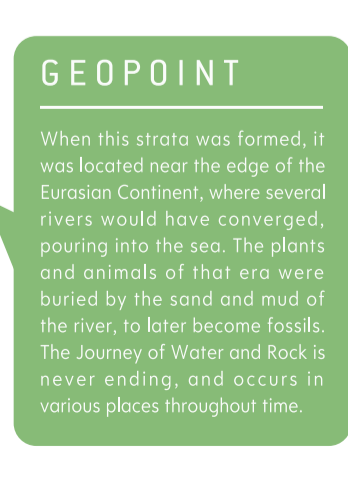 GEOPOINT
When this strata was formed, it
was located near the edge of the
Eurasian Continent, where several
rivers would have converged,
pouring into the sea. The plants
and animals of that era were
buried by the sand and mud of
the river, to later become fossils.
The Journey of Water and Rock is
never ending, and occurs in
various places throughout time.